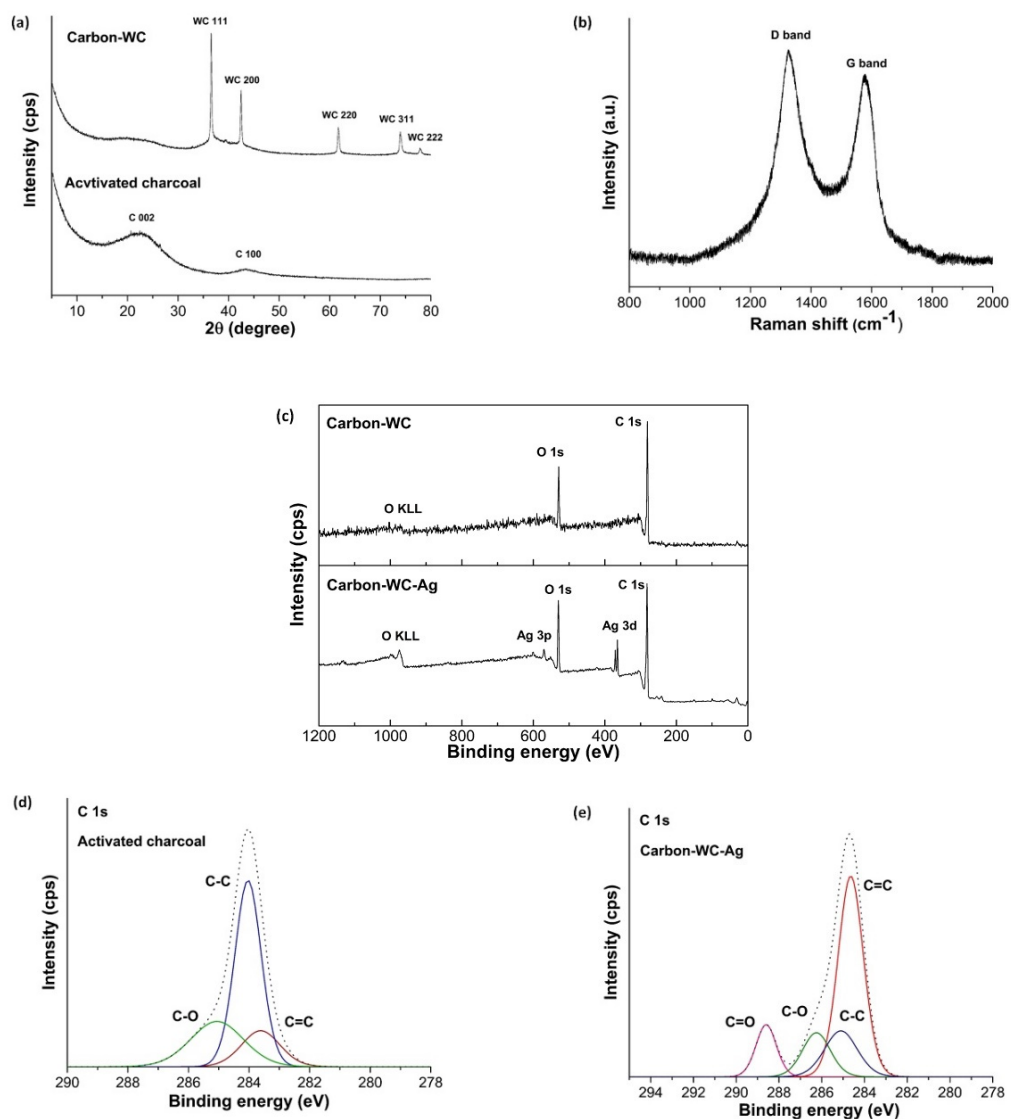 (a)
Carbon-WC
WC 111
WC 200
WC 220
WC 311
WC 222
Acvtivated charcoal
C 002
C 100
Intensity (cps)
10 20 30 40 50 60 70 80
2θ (degree)
(b)
D band
G band
Intensity (a.u.)
800 1000 1200 1400 1600 1800 2000
Raman shift (cm-1)
(c)
Carbon-WC
C 1s
O 1s
O KLL
Carbon-WC-Ag
C 1s
O 1s
Ag 3d
Ag 3p
O KLL
Intensity (cps)
1200 1000 800 600 400 200 0
Binding energy (eV)
(d)
C 1s
Activated charcoal
C-C
C-O
C=C
Intensity (cps)
290 288 286 284 282 280 278
Binding energy (eV)
(e)
C 1s
Carbon-WC-Ag
C=C
C-O
C-C
C=O
Intensity (cps)
294 292 290 288 286 284 282 280 278
Binding energy (eV)